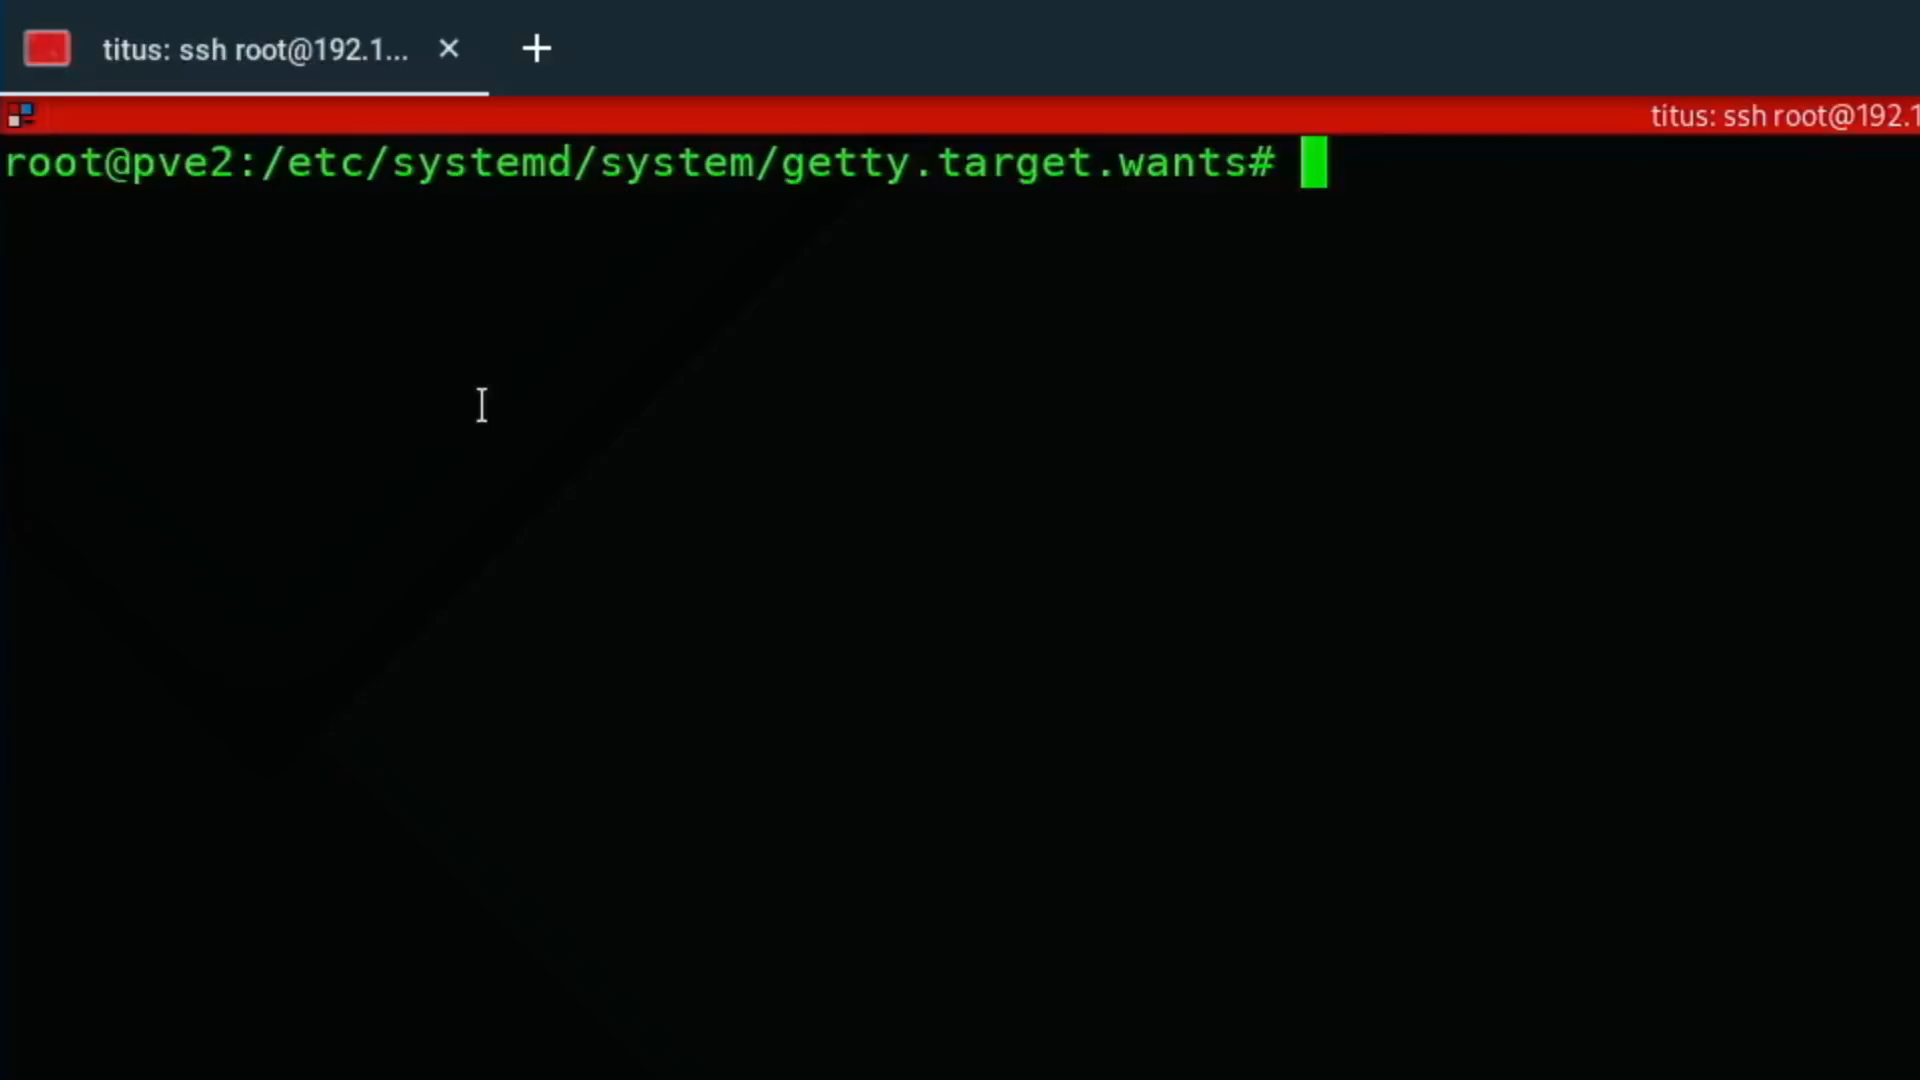 titus: ssh root@192.1...
titus: ssh root@192.1
root@pve2:/etc/systemd/system/getty.target.wants#